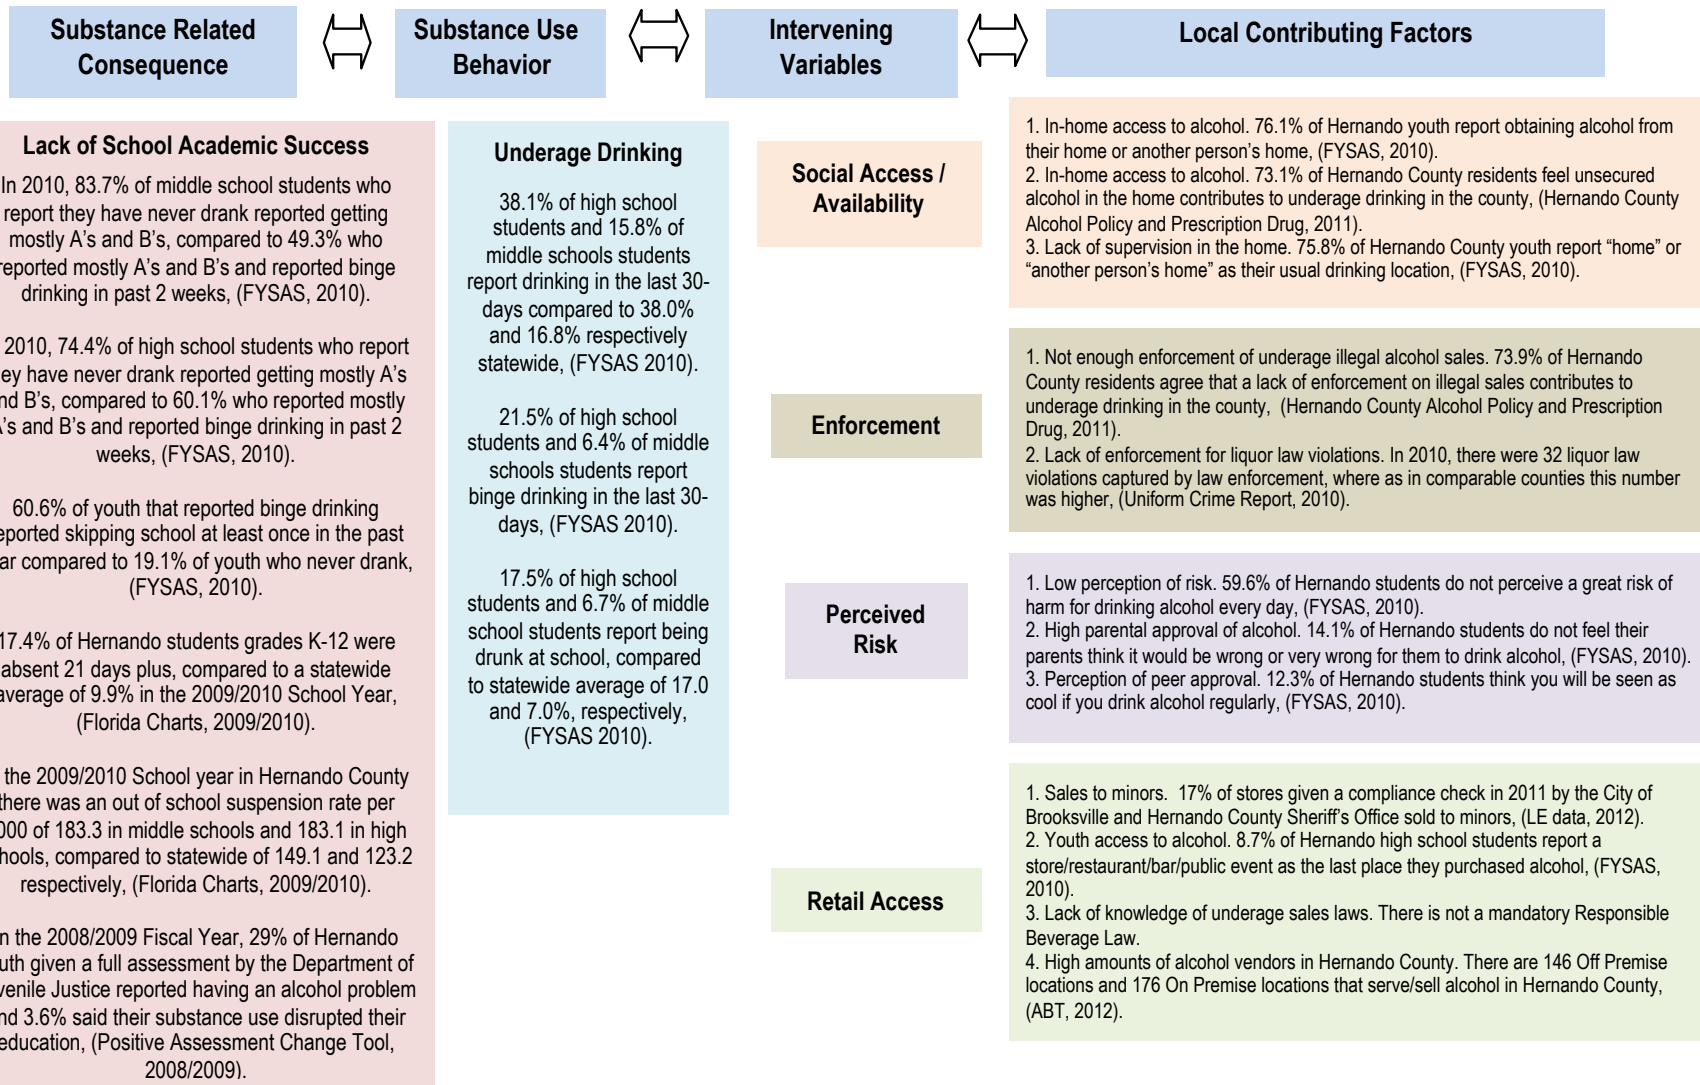 Substance Related
Consequence
Substance Use
Behavior
Intervening
Variables
Local Contributing Factors
Lack of School Academic Success
In 2010, 83.7% of middle school students who
report they have never drank reported getting
mostly A's and B's, compared to 49.3% who
reported mostly A's and B's and reported binge
drinking in past 2 weeks, (FYSAS, 2010).
2010, 74.4% of high school students who report
ey have never drank reported getting mostly A's
nd B's, compared to 60.1% who reported mostly
A's and B's and reported binge drinking in past 2
weeks, (FYSAS, 2010).
60.6% of youth that reported binge drinking
eported skipping school at least once in the past
ar compared to 19.1% of youth who never drank,
(FYSAS, 2010).
17.4% of Hernando students grades K-12 were
absent 21 days plus, compared to a statewide
average of 9.9% in the 2009/2010 School Year,
(Florida Charts, 2009/2010).
the 2009/2010 School year in Hernando County
there was an out of school suspension rate per
000 of 183.3 in middle schools and 183.1 in high
chools, compared to statewide of 149.1 and 123.2
respectively, (Florida Charts, 2009/2010).
n the 2008/2009 Fiscal Year, 29% of Hernando
uth given a full assessment by the Department of
venile Justice reported having an alcohol problem
nd 3.6% said their substance use disrupted their
education, (Positive Assessment Change Tool,
2008/2009).
Underage Drinking
38.1% of high school
students and 15.8% of
middle schools students
report drinking in the last 30-
days compared to 38.0%
and 16.8% respectively
statewide, (FYSAS 2010).
21.5% of high school
students and 6.4% of middle
schools students report
binge drinking in the last 30-
days, (FYSAS 2010).
17.5% of high school
students and 6.7% of middle
school students report being
drunk at school, compared
to statewide average of 17.0
and 7.0%, respectively,
(FYSAS 2010).
Social Access /
Availability
1. In-home access to alcohol. 76.1% of Hernando youth report obtaining alcohol from
their home or another person's home, (FYSAS, 2010).
2. In-home access to alcohol. 73.1% of Hernando County residents feel unsecured
alcohol in the home contributes to underage drinking in the county, (Hernando County
Alcohol Policy and Prescription Drug, 2011).
3. Lack of supervision in the home. 75.8% of Hernando County youth report “home” or
“another person's home” as their usual drinking location, (FYSAS, 2010).
Enforcement
1. Not enough enforcement of underage illegal alcohol sales. 73.9% of Hernando
County residents agree that a lack of enforcement on illegal sales contributes to
underage drinking in the county, (Hernando County Alcohol Policy and Prescription
Drug, 2011).
2. Lack of enforcement for liquor law violations. In 2010, there were 32 liquor law
violations captured by law enforcement, where as in comparable counties this number
was higher, (Uniform Crime Report, 2010).
Perceived
Risk
1. Low perception of risk. 59.6% of Hernando students do not perceive a great risk of
harm for drinking alcohol every day, (FYSAS, 2010).
2. High parental approval of alcohol. 14.1% of Hernando students do not feel their
parents think it would be wrong or very wrong for them to drink alcohol, (FYSAS, 2010).
3. Perception of peer approval. 12.3% of Hernando students think you will be seen as
cool if you drink alcohol regularly, (FYSAS, 2010).
Retail Access
1. Sales to minors. 17% of stores given a compliance check in 2011 by the City of
Brooksville and Hernando County Sheriff's Office sold to minors, (LE data, 2012).
2. Youth access to alcohol. 8.7% of Hernando high school students report a
store/restaurant/bar/public event as the last place they purchased alcohol, (FYSAS,
2010).
3. Lack of knowledge of underage sales laws. There is not a mandatory Responsible
Beverage Law.
4. High amounts of alcohol vendors in Hernando County. There are 146 Off Premise
locations and 176 On Premise locations that serve/sell alcohol in Hernando County,
(ABT, 2012).